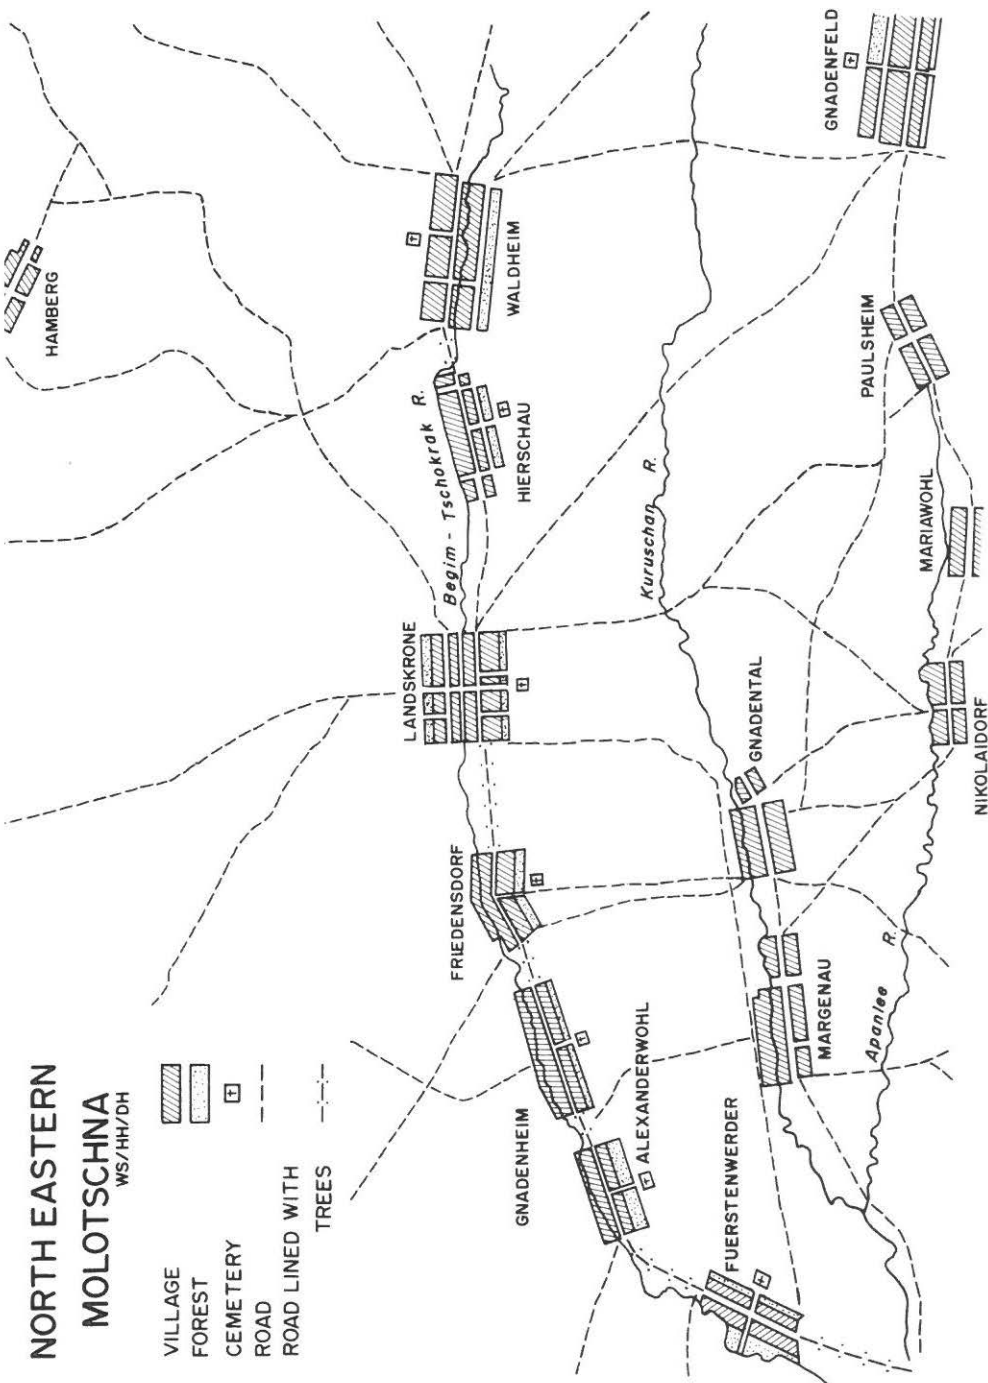 NORTH EASTERN
MOLOTSCHNA
WS/HH/DH
VILLAGE
FOREST
CEMETERY
ROAD
ROAD LINED WITH
TREES
HAMBERG
WALDHEIM
HIERSCHAU
Begim - Tschokrak R.
LANDSKRONE
FRIEDENSDORF
GNADENHEIM
ALEXANDERWOHL
FUERSTENWERDER
MARGENAU
GNADENTAL
Kuruschan R.
Apanlee R.
NIKOLAIDORF
MARIAWOHL
PAULSHEIM
GNADENFELD